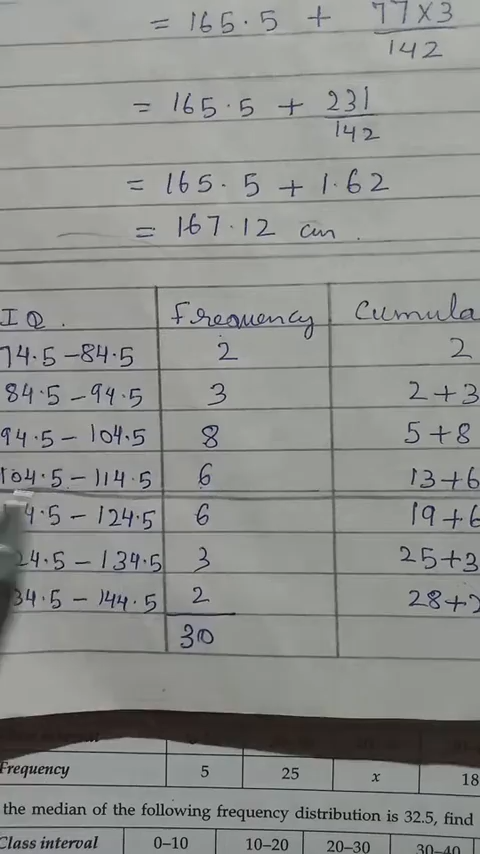 = 165.5 + 77×3/142
= 165.5 + 231/142
= 165.5 + 1.62
= 167.12 cm.
IQ. Frequency Cumula
74.5-84.5 2 2
84.5-94.5 3 2+3
94.5-104.5 8 5+8
104.5-114.5 6 13+6
4.5-124.5 6 19+6
24.5-134.5 3 25+3
34.5-144.5 2 28+2
30
Frequency 5 25 x 18
the median of the following frequency distribution is 32.5, find
Class interval 0–10 10–20 20–30 30–40